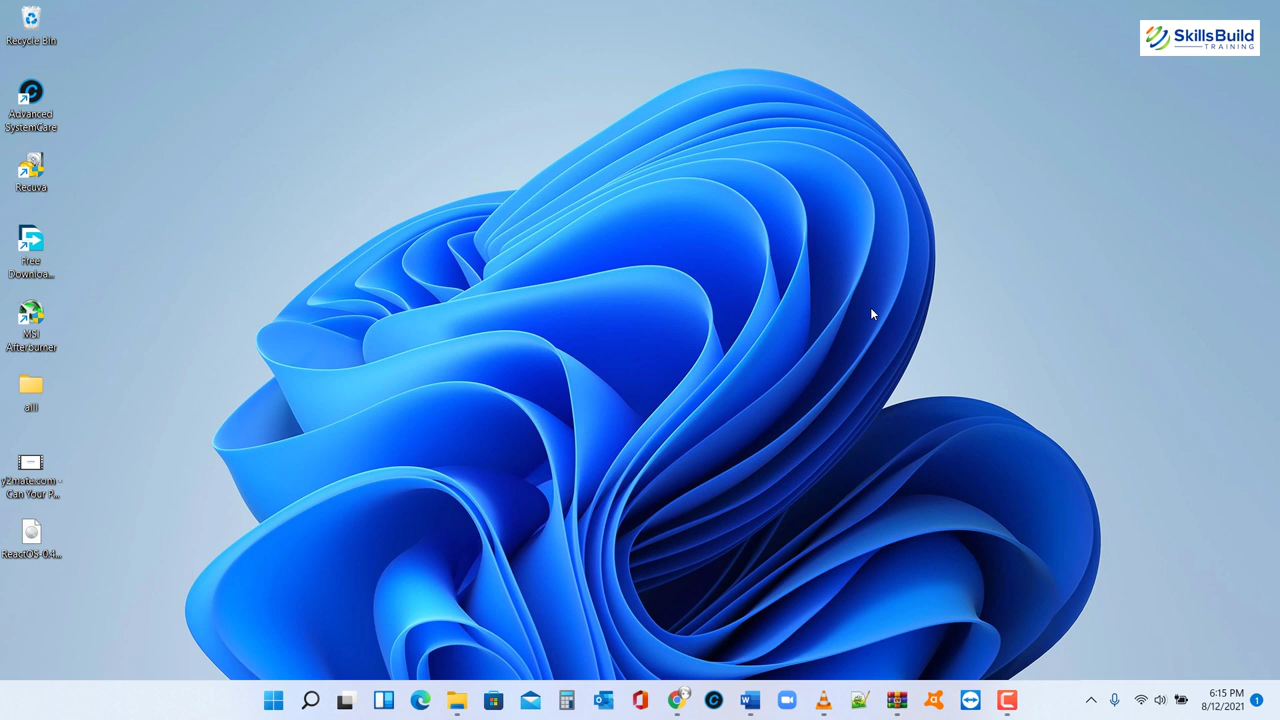 Recycle Bin
Advanced
SystemCare
Recuva
Free
Downloa...
MSI
Afterburner
alll
y2mate.com -
Can Your P...
ReactOS-0.4...
SkillsBuild
TRAINING
6:15 PM
8/12/2021
1